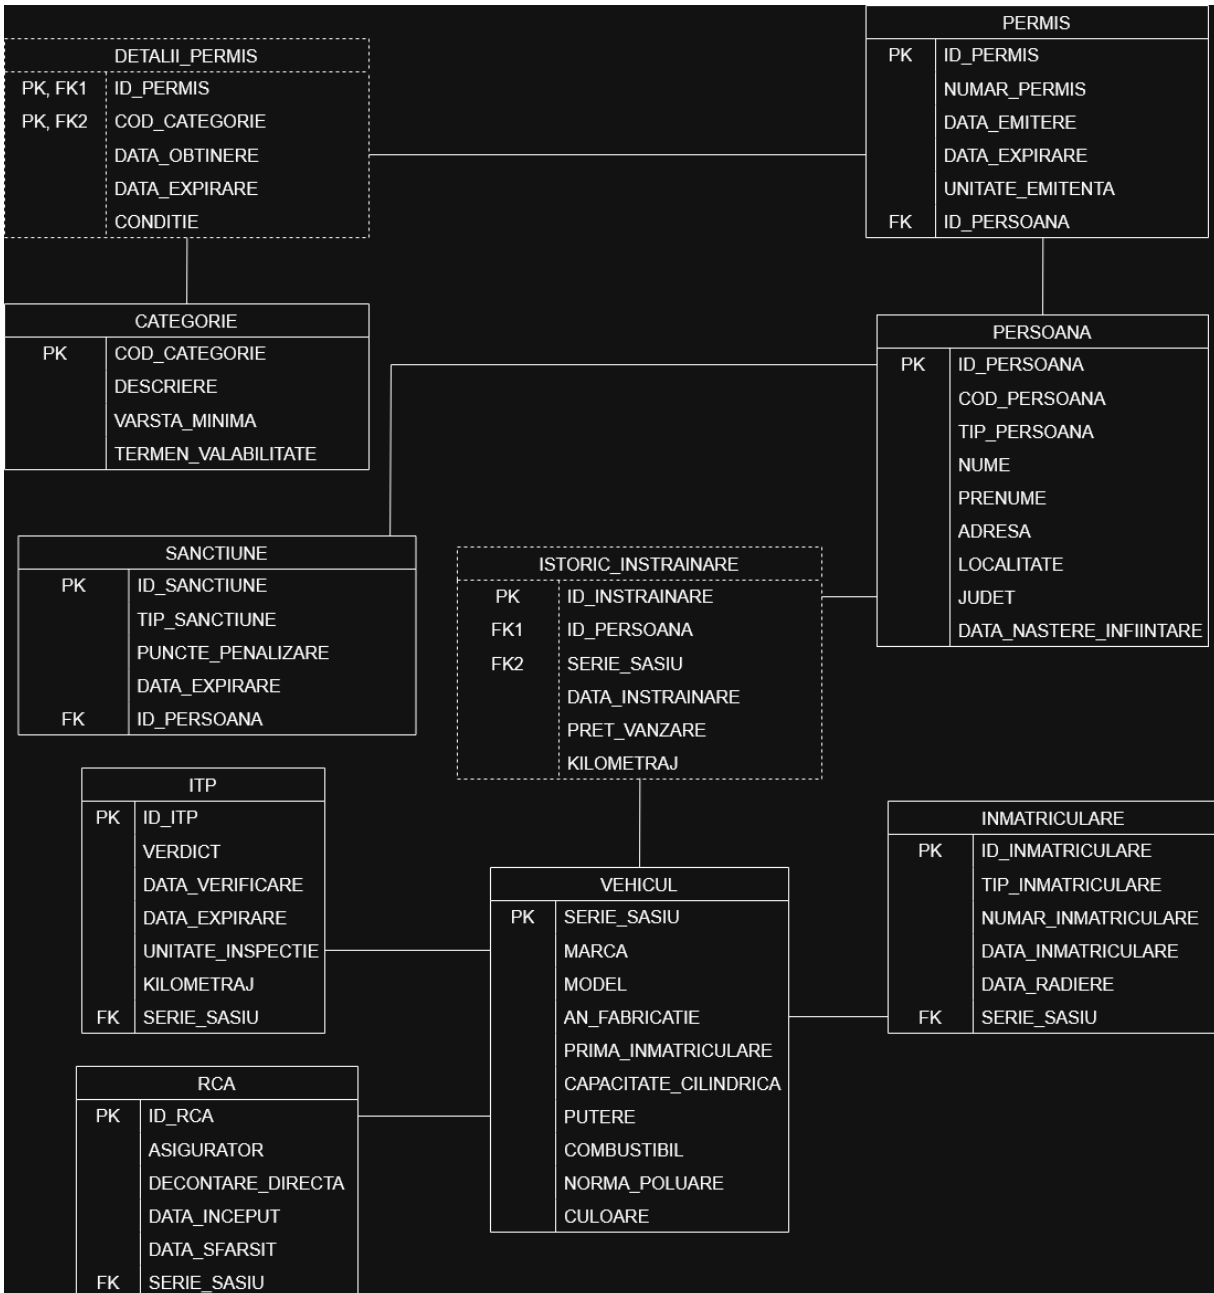 DETALII_PERMIS
PK, FK1 ID_PERMIS
PK, FK2 COD_CATEGORIE
DATA_OBTINERE
DATA_EXPIRARE
CONDITIE
PERMIS
PK ID_PERMIS
NUMAR_PERMIS
DATA_EMITERE
DATA_EXPIRARE
UNITATE_EMITENTA
FK ID_PERSOANA
CATEGORIE
PK COD_CATEGORIE
DESCRIERE
VARSTA_MINIMA
TERMEN_VALABILITATE
PERSOANA
PK ID_PERSOANA
COD_PERSOANA
TIP_PERSOANA
NUME
PRENUME
ADRESA
LOCALITATE
JUDET
DATA_NASTERE_INFIINTARE
SANCTIUNE
PK ID_SANCTIUNE
TIP_SANCTIUNE
PUNCTE_PENALIZARE
DATA_EXPIRARE
FK ID_PERSOANA
ISTORIC_INSTRAINARE
PK ID_INSTRAINARE
FK1 ID_PERSOANA
FK2 SERIE_SASIU
DATA_INSTRAINARE
PRET_VANZARE
KILOMETRAJ
ITP
PK ID_ITP
VERDICT
DATA_VERIFICARE
DATA_EXPIRARE
UNITATE_INSPECTIE
KILOMETRAJ
FK SERIE_SASIU
VEHICUL
PK SERIE_SASIU
MARCA
MODEL
AN_FABRICATIE
PRIMA_INMATRICULARE
CAPACITATE_CILINDRICA
PUTERE
COMBUSTIBIL
NORMA_POLUARE
CULOARE
INMATRICULARE
PK ID_INMATRICULARE
TIP_INMATRICULARE
NUMAR_INMATRICULARE
DATA_INMATRICULARE
DATA_RADIERE
FK SERIE_SASIU
RCA
PK ID_RCA
ASIGURATOR
DECONTARE_DIRECTA
DATA_INCEPUT
DATA_SFARSIT
FK SERIE_SASIU